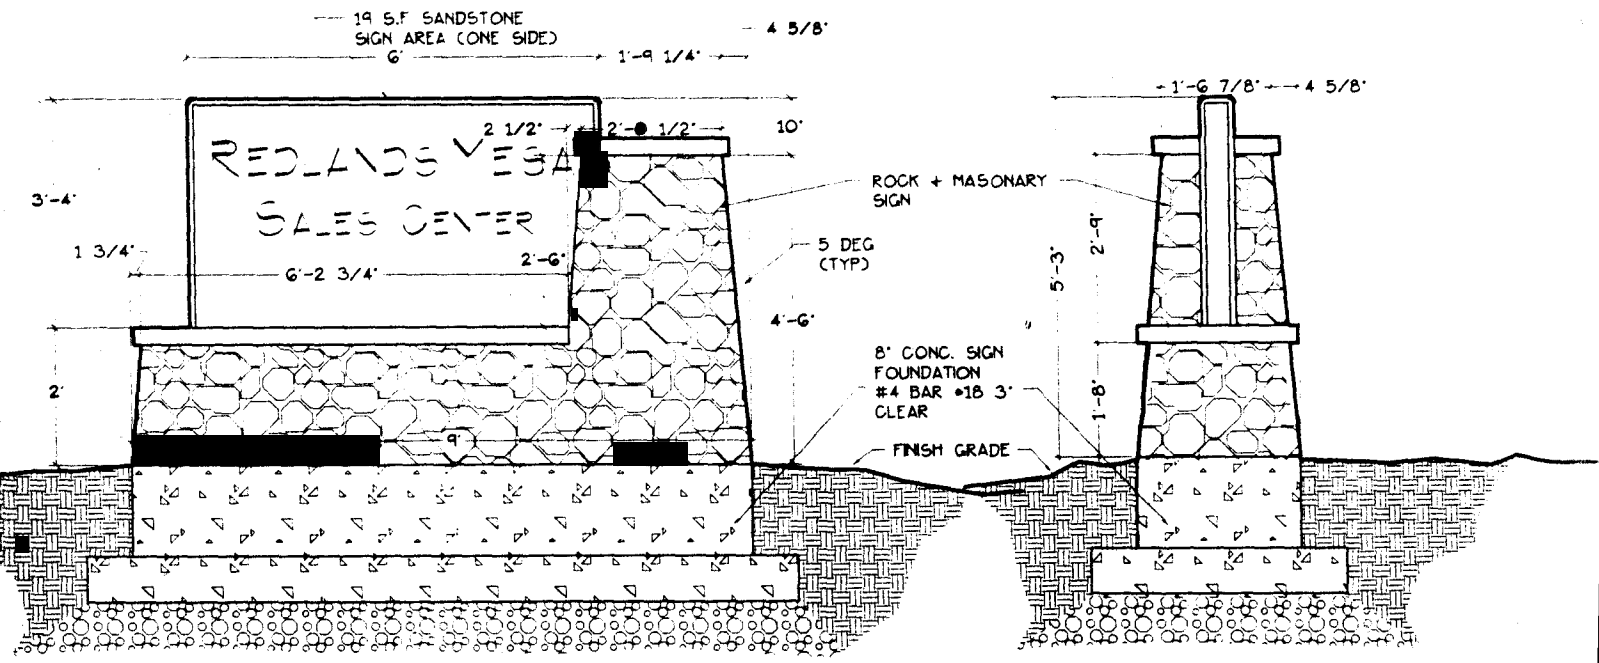 19 S.F SANDSTONE
SIGN AREA (ONE SIDE)
4 5/8"
6'
1'-9 1/4"
1'-6 7/8"
4 5/8"
2 1/2"
1/2"
10"
REDLANDS MESA
SALES CENTER
3'-4"
ROCK + MASONARY
SIGN
1 3/4"
2'-6"
6'-2 3/4"
5 DEG
(TYP)
2'-9"
5'-3"
4'-6"
2'
8" CONC. SIGN
FOUNDATION
#4 BAR 18 3"
CLEAR
1'-8"
9'
FINISH GRADE